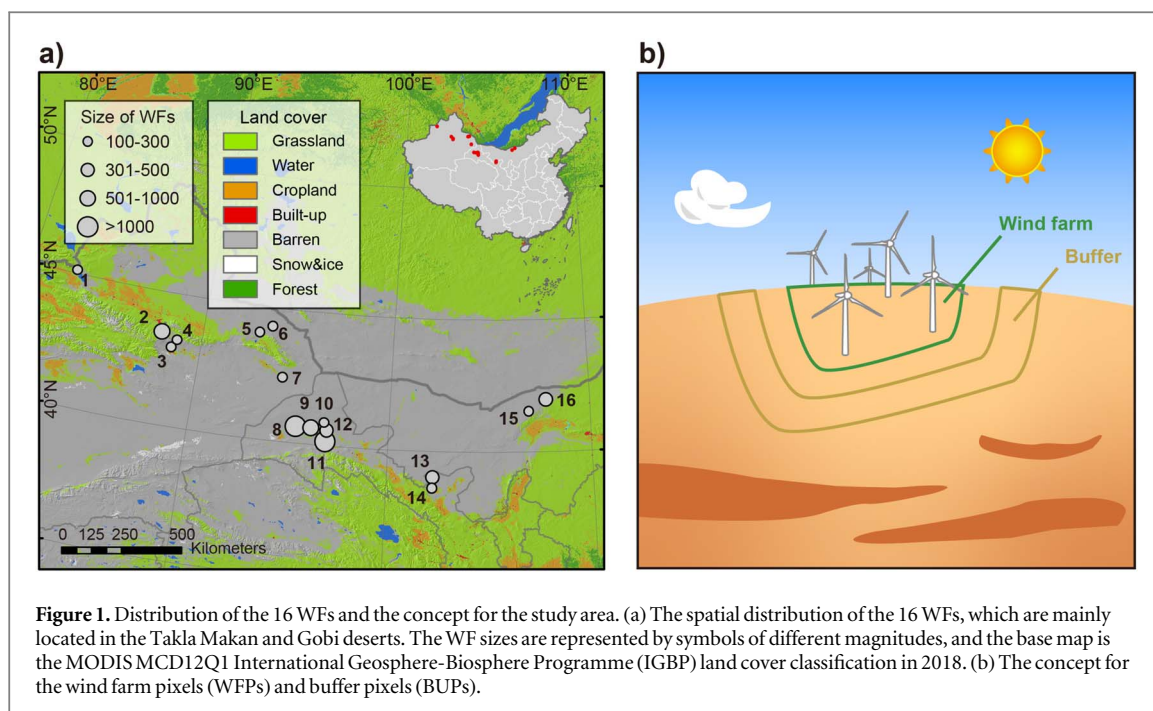 a)
80°E 90°E 100°E 110°E
50°N
45°N
40°N
Size of WFs
100-300
301-500
501-1000
>1000
Land cover
Grassland
Water
Cropland
Built-up
Barren
Snow&ice
Forest
1
2
3
4
5
6
7
8
9
10
11
12
13
14
15
16
0 125 250 500
Kilometers
b)
Wind farm
Buffer
Figure 1. Distribution of the 16 WFs and the concept for the study area. (a) The spatial distribution of the 16 WFs, which are mainly
located in the Takla Makan and Gobi deserts. The WF sizes are represented by symbols of different magnitudes, and the base map is
the MODIS MCD12Q1 International Geosphere-Biosphere Programme (IGBP) land cover classification in 2018. (b) The concept for
the wind farm pixels (WFPs) and buffer pixels (BUPs).